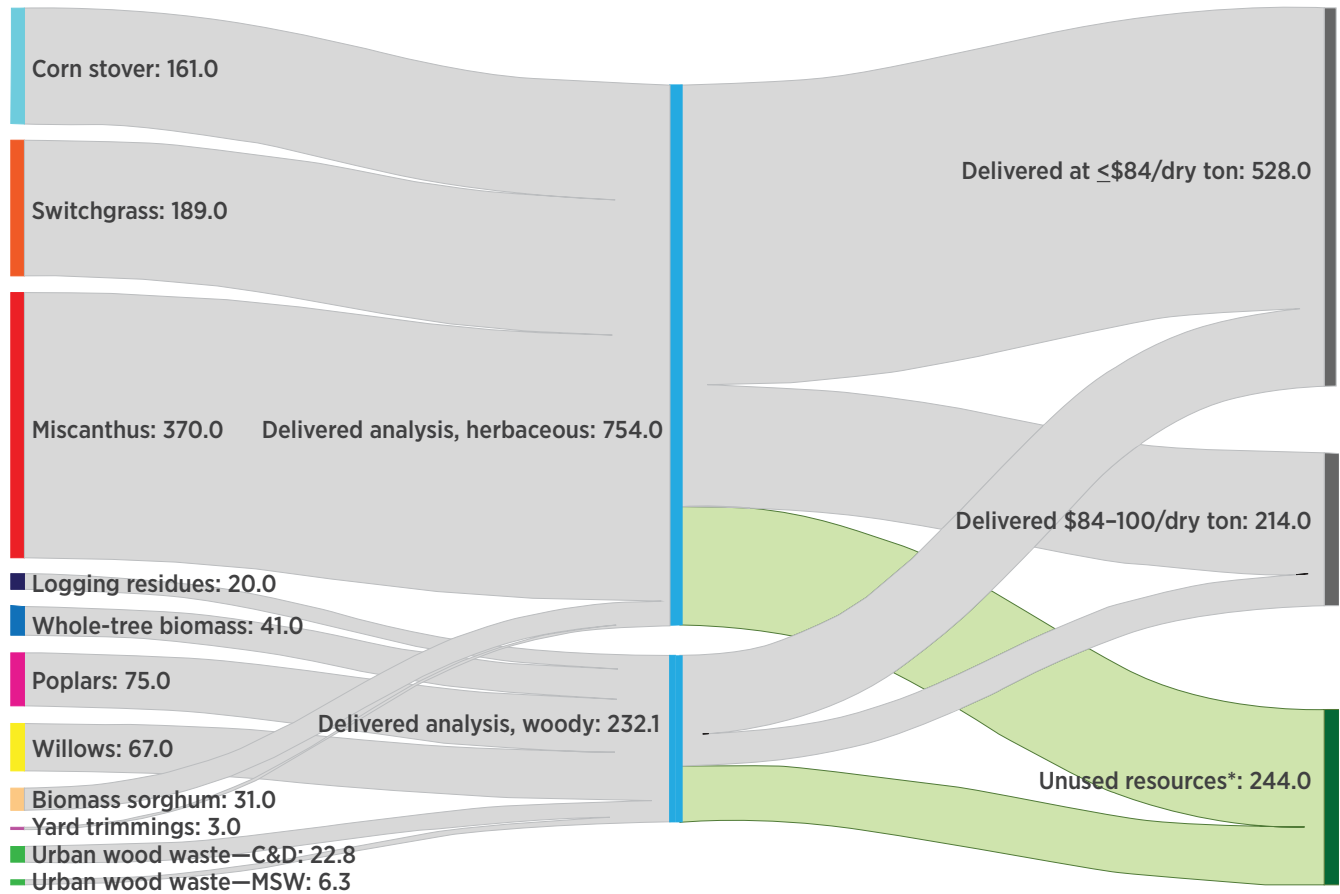 Corn stover: 161.0
Switchgrass: 189.0
Miscanthus: 370.0
Logging residues: 20.0
Whole-tree biomass: 41.0
Poplars: 75.0
Willows: 67.0
Biomass sorghum: 31.0
Yard trimmings: 3.0
Urban wood waste—C&D: 22.8
Urban wood waste—MSW: 6.3
Delivered analysis, herbaceous: 754.0
Delivered analysis, woody: 232.1
Delivered at ≤$84/dry ton: 528.0
Delivered $84–100/dry ton: 214.0
Unused resources*: 244.0